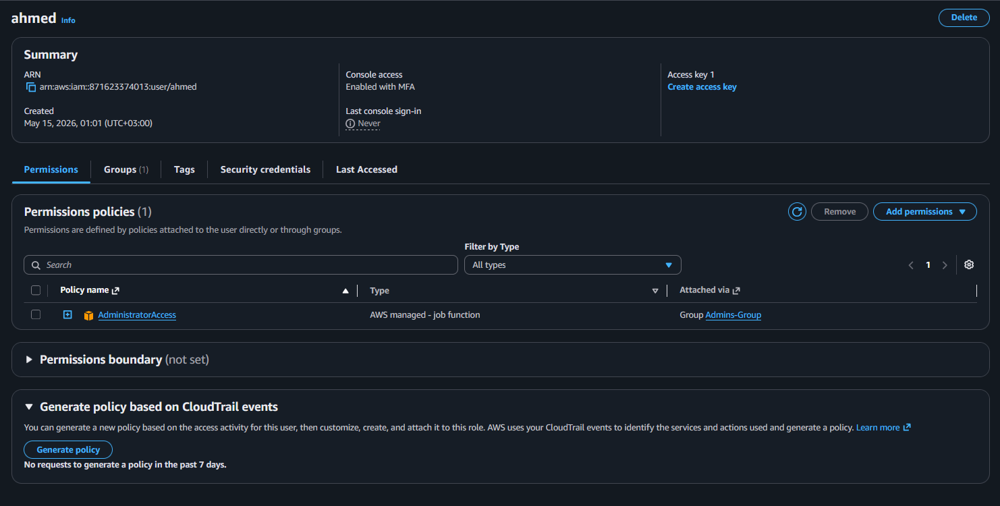 ahmed Info
Delete
Summary
ARN
arn:aws:iam::871623374013:user/ahmed
Created
May 15, 2026, 01:01 (UTC+03:00)
Console access
Enabled with MFA
Last console sign-in
Never
Access key 1
Create access key
Permissions
Groups (1)
Tags
Security credentials
Last Accessed
Permissions policies (1)
Remove
Add permissions
Permissions are defined by policies attached to the user directly or through groups.
Filter by Type
Search
All types
1
Policy name
Type
Attached via
AdministratorAccess
AWS managed - job function
Group Admins-Group
Permissions boundary (not set)
Generate policy based on CloudTrail events
You can generate a new policy based on the access activity for this user, then customize, create, and attach it to this role. AWS uses your CloudTrail events to identify the services and actions used and generate a policy. Learn more
Generate policy
No requests to generate a policy in the past 7 days.